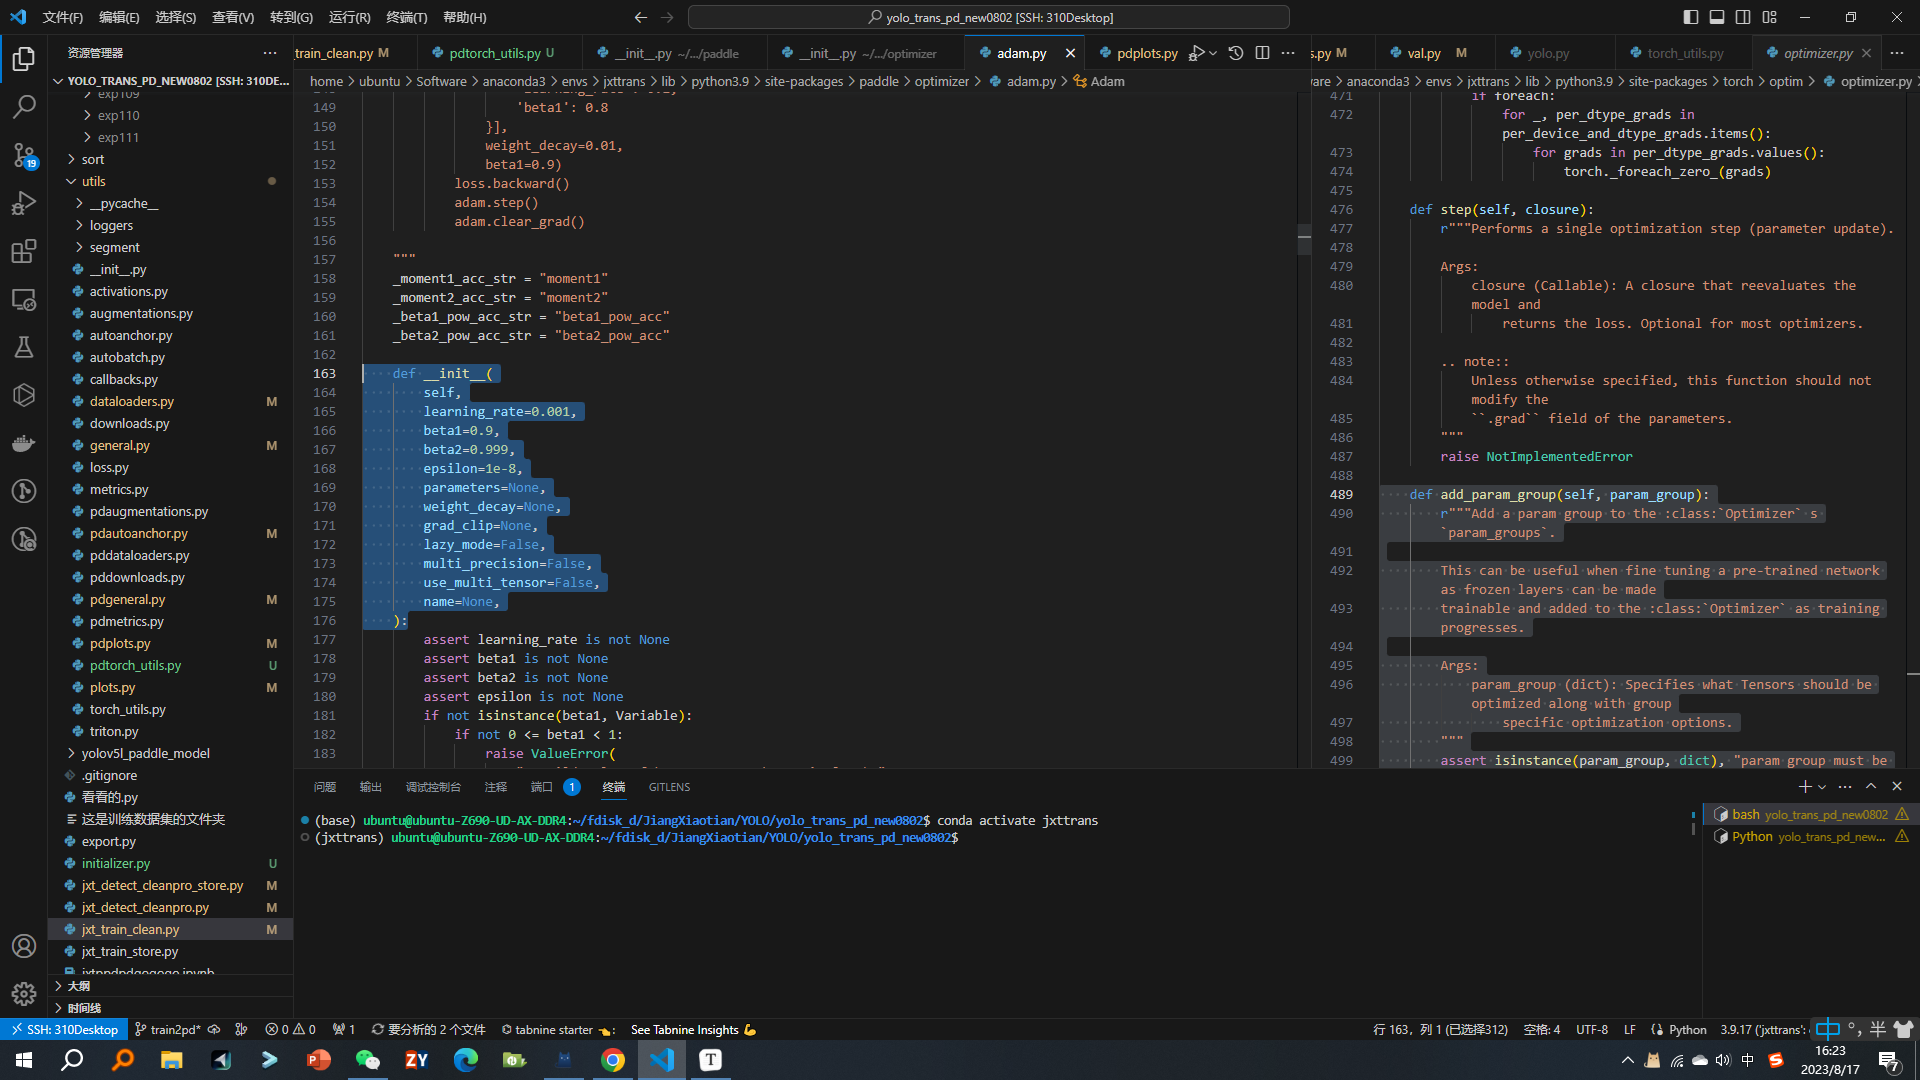 文件(F) 编辑(E) 选择(S) 查看(V) 转到(G) 运行(R) 终端(T) 帮助(H)
yolo_trans_pd_new0802 [SSH: 310Desktop]
资源管理器
YOLO_TRANS_PD_NEW0802 [SSH: 310DE...
exp109
exp110
exp111
sort
utils
__pycache__
loggers
segment
__init__.py
activations.py
augmentations.py
autoanchor.py
autobatch.py
callbacks.py
dataloaders.py M
downloads.py
general.py M
loss.py
metrics.py
pdaugmentations.py
pdautoanchor.py M
pddataloaders.py
pddownloads.py
pdgeneral.py M
pdmetrics.py
pdplots.py M
pdtorch_utils.py U
plots.py M
torch_utils.py
triton.py
yolov5l_paddle_model
.gitignore
看看的.py
这是训练数据集的文件夹
export.py
initializer.py U
jxt_detect_cleanpro_store.py M
jxt_detect_cleanpro.py M
jxt_train_clean.py M
jxt_train_store.py
大纲
时间线
19
train_clean.py M pdtorch_utils.py U __init__.py ~/.../paddle __init__.py ~/.../optimizer adam.py pdplots.py
home > ubuntu > Software > anaconda3 > envs > jxttrans > lib > python3.9 > site-packages > paddle > optimizer > adam.py > Adam
149 'beta1': 0.8
150 }],
151 weight_decay=0.01,
152 beta1=0.9)
153 loss.backward()
154 adam.step()
155 adam.clear_grad()
156
157 """
158 _moment1_acc_str = "moment1"
159 _moment2_acc_str = "moment2"
160 _beta1_pow_acc_str = "beta1_pow_acc"
161 _beta2_pow_acc_str = "beta2_pow_acc"
162
163 def __init__(
164 self,
165 learning_rate=0.001,
166 beta1=0.9,
167 beta2=0.999,
168 epsilon=1e-8,
169 parameters=None,
170 weight_decay=None,
171 grad_clip=None,
172 lazy_mode=False,
173 multi_precision=False,
174 use_multi_tensor=False,
175 name=None,
176 ):
177 assert learning_rate is not None
178 assert beta1 is not None
179 assert beta2 is not None
180 assert epsilon is not None
181 if not isinstance(beta1, Variable):
182 if not 0 <= beta1 < 1:
183 raise ValueError(
s.py M val.py M yolo.py torch_utils.py optimizer.py
ware > anaconda3 > envs > jxttrans > lib > python3.9 > site-packages > torch > optim > optimizer.py >
471 if foreach:
472 for _, per_dtype_grads in
per_device_and_dtype_grads.items():
473 for grads in per_dtype_grads.values():
474 torch._foreach_zero_(grads)
475
476 def step(self, closure):
477 r"""Performs a single optimization step (parameter update).
478
479 Args:
480 closure (Callable): A closure that reevaluates the
model and
481 returns the loss. Optional for most optimizers.
482
483 .. note::
484 Unless otherwise specified, this function should not
modify the
485 ``.grad`` field of the parameters.
486 """
487 raise NotImplementedError
488
489 def add_param_group(self, param_group):
490 r"""Add a param group to the :class:`Optimizer` s
`param_groups`.
491
492 This can be useful when fine tuning a pre-trained network
as frozen layers can be made
493 trainable and added to the :class:`Optimizer` as training
progresses.
494
495 Args:
496 param_group (dict): Specifies what Tensors should be
optimized along with group
497 specific optimization options.
498 """
499 assert isinstance(param_group, dict), "param group must be
问题 输出 调试控制台 注释 端口 1 终端 GITLENS
(base) ubuntu@ubuntu-Z690-UD-AX-DDR4:~/fdisk_d/JiangXiaotian/YOLO/yolo_trans_pd_new0802$ conda activate jxttrans
(jxttrans) ubuntu@ubuntu-Z690-UD-AX-DDR4:~/fdisk_d/JiangXiaotian/YOLO/yolo_trans_pd_new0802$
bash yolo_trans_pd_new0802
Python yolo_trans_pd_new...
SSH: 310Desktop train2pd* 0 0 1 要分析的 2 个文件 tabnine starter See Tabnine Insights 行 163，列 1 (已选择312) 空格: 4 UTF-8 LF Python 3.9.17 ('jxttrans': 中 °, 半
ZY T 中 S
16:23
2023/8/17
7